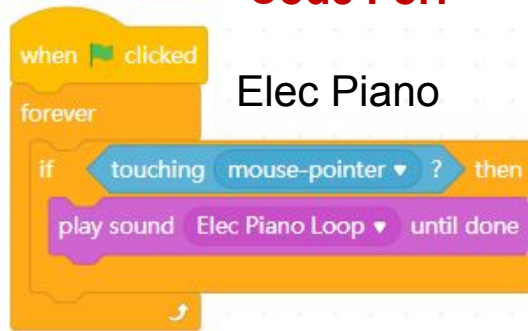 when clicked
Elec Piano
forever
if touching mouse-pointer ? then
play sound Elec Piano Loop until done